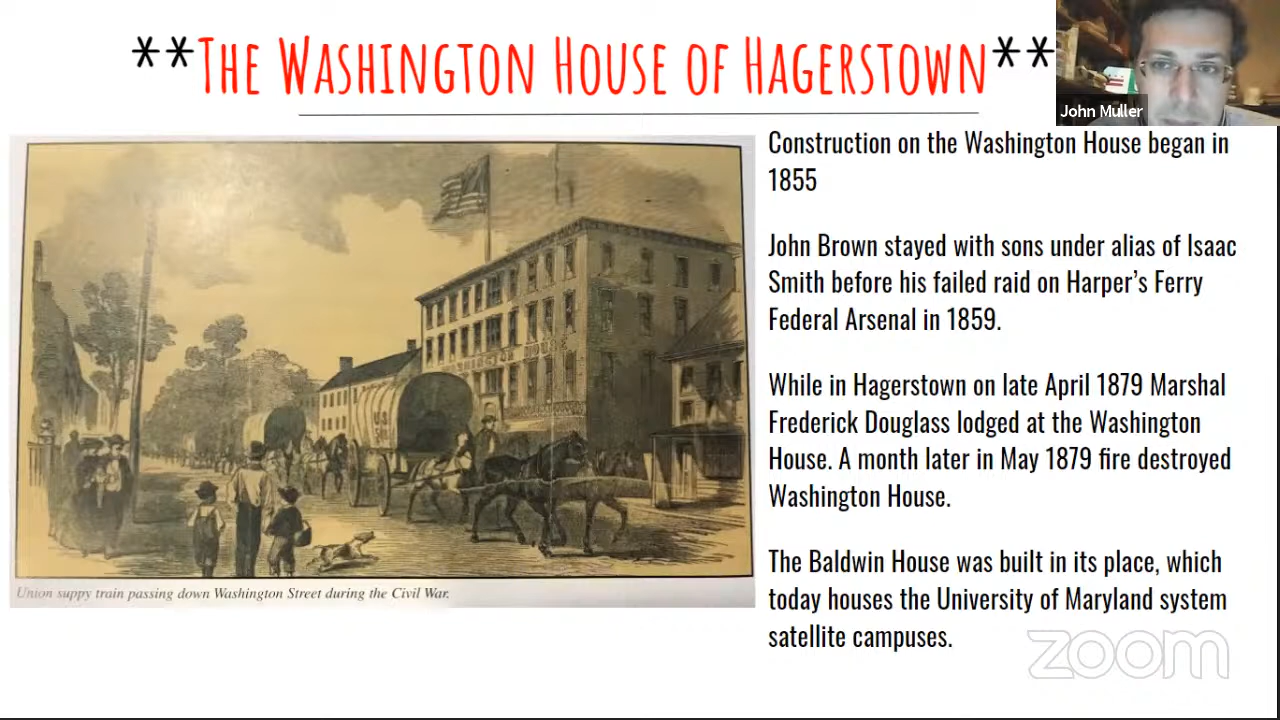 **THE WASHINGTON HOUSE OF HAGERSTOWN**
John Muller
Construction on the Washington House began in
1855
John Brown stayed with sons under alias of Isaac
Smith before his failed raid on Harper's Ferry
Federal Arsenal in 1859.
While in Hagerstown on late April 1879 Marshal
Frederick Douglass lodged at the Washington
House. A month later in May 1879 fire destroyed
Washington House.
The Baldwin House was built in its place, which
today houses the University of Maryland system
satellite campuses.
WASHINGTON HOUSE
U.S
Union suppy train passing down Washington Street during the Civil War.
zoom